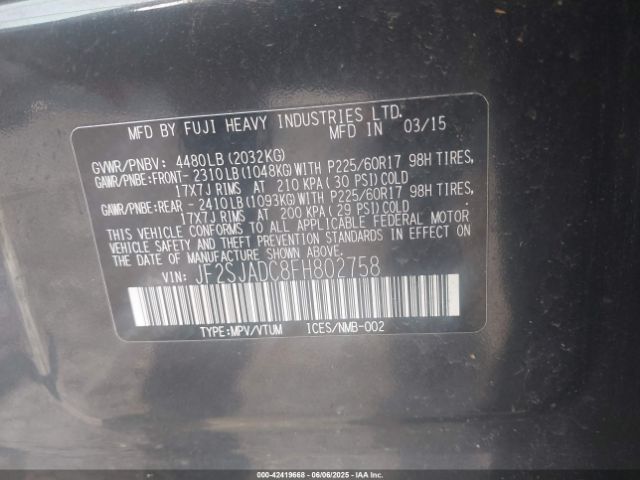 MFD BY FUJI HEAVY INDUSTRIES LTD.
MFD IN 03/15
GVWR/PNBV: 4480LB(2032KG)
GAWR/PNBE:FRONT- 2310LB(1048KG)WITH P225/60R17 98H TIRES,
17X7J RIMS AT 210 KPA(30 PSI)COLD
GAWR/PNBE:REAR - 2410LB(1093KG)WITH P225/60R17 98H TIRES,
17X7J RIMS AT 200 KPA(29 PSI)COLD
THIS VEHICLE CONFORMS TO ALL APPLICABLE FEDERAL MOTOR
VEHICLE SAFETY AND THEFT PREVENTION STANDARDS IN EFFECT
ON THE DATE OF MANUFACTURE SHOWN ABOVE.
VIN: JF2SJADC8FH802758
TYPE:MPV/VTUM ICES/NMB-002
000-42419668 - 06/06/2025 - IAAI.COM